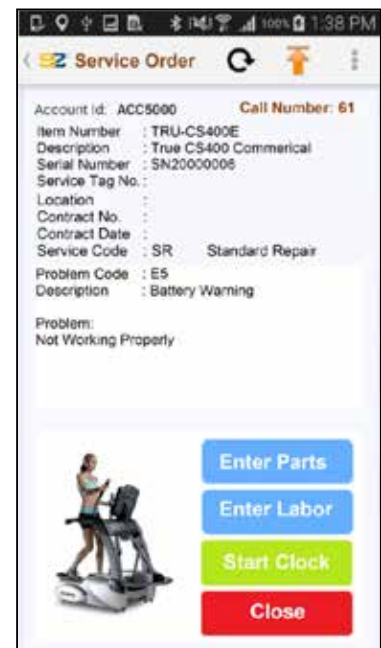 100% 1:38 PM
Service Order
Account Id: ACC5000 Call Number: 61
Item Number : TRU-CS400E
Description : True CS400 Commerical
Serial Number : SN20000006
Service Tag No. :
Location :
Contract No. :
Contract Date :
Service Code : SR Standard Repair
Problem Code : E5
Description : Battery Warning
Problem:
Not Working Properly
Enter Parts
Enter Labor
Start Clock
Close